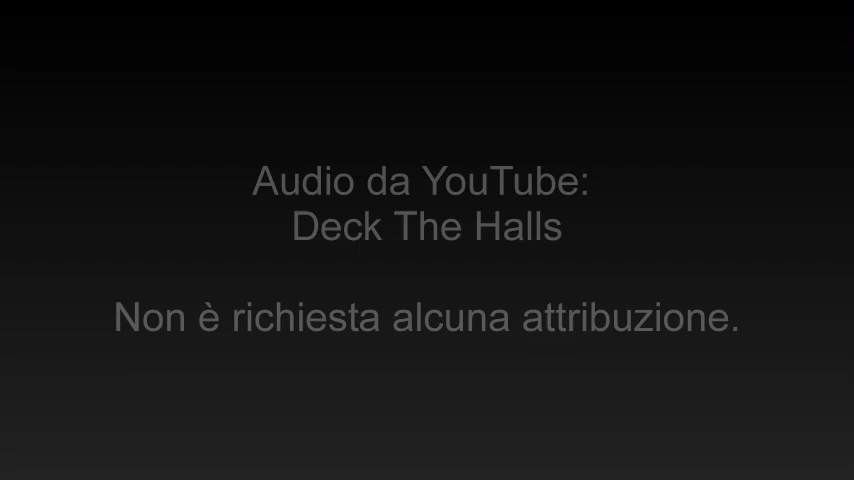 Audio da YouTube:
Deck The Halls
Non è richiesta alcuna attribuzione.